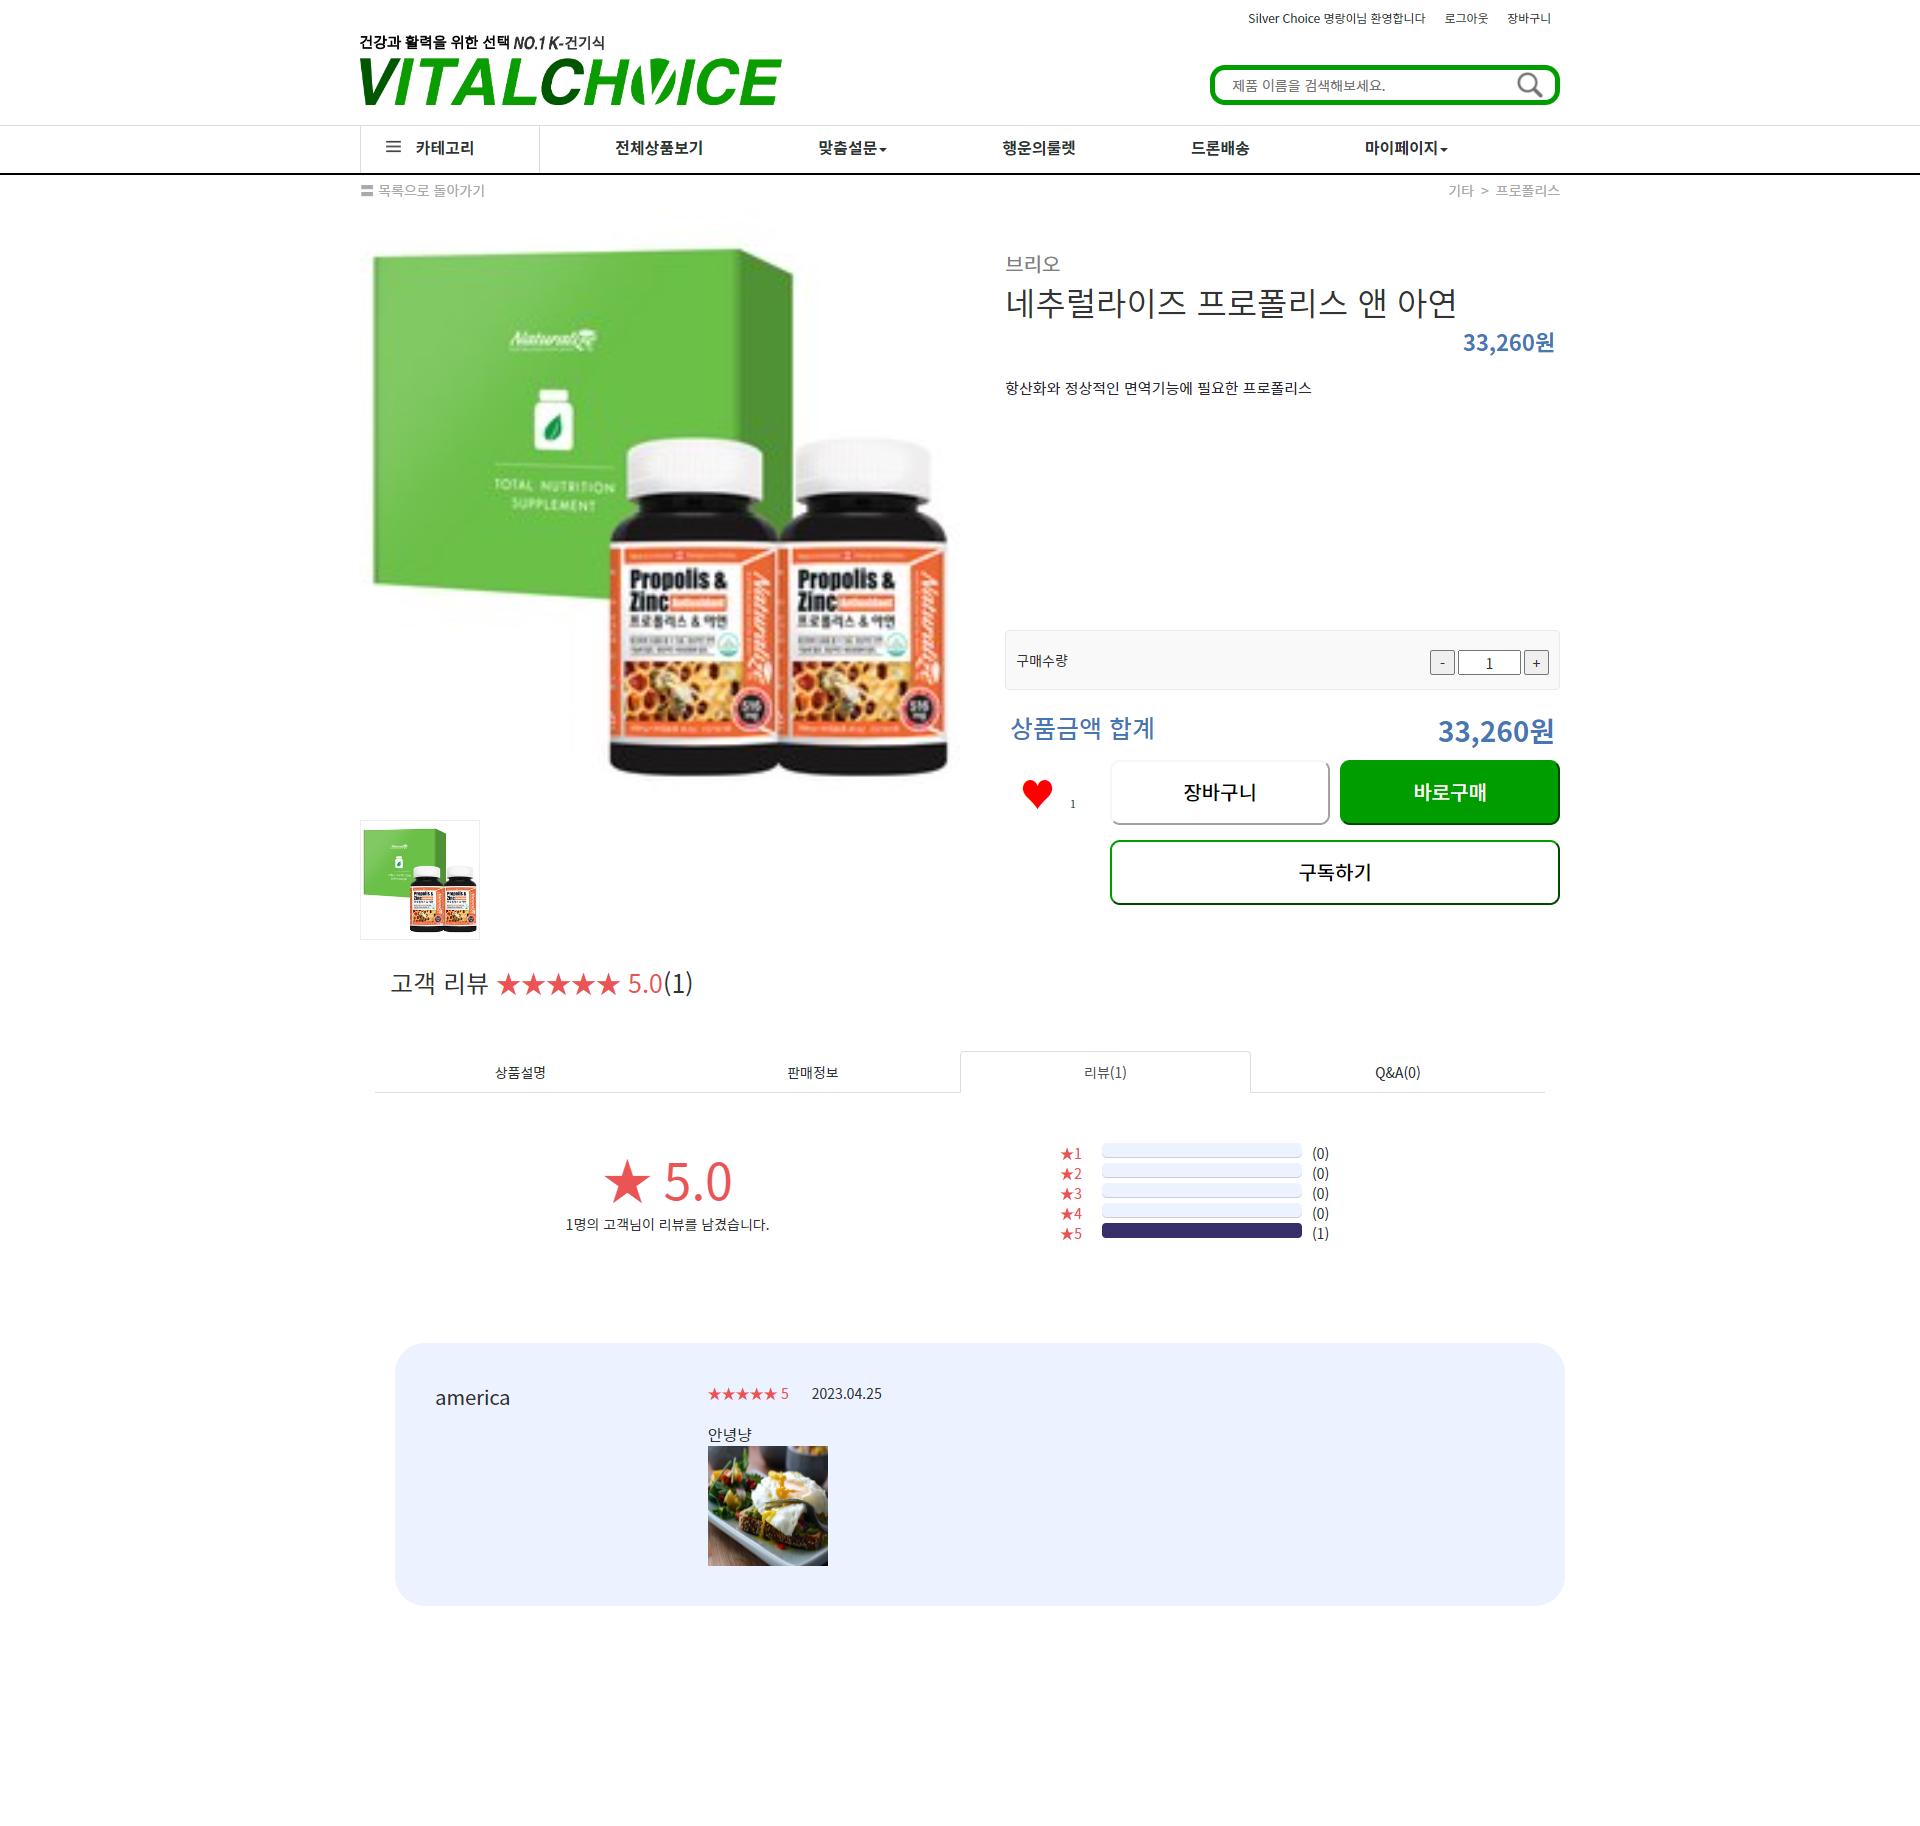 Silver Choice 명랑이님 환영합니다 로그아웃 장바구니
건강과 활력을 위한 선택 NO.1 K-건기식
VITALCHOICE
제품 이름을 검색해보세요.
카테고리 전체상품보기 맞춤설문 행운의룰렛 드론배송 마이페이지
목록으로 돌아가기
기타 > 프로폴리스
Naturalize
TOTAL NUTRITION
SUPPLEMENT
Propolis & Zinc
프로폴리스 & 아연
Naturalize
Propolis & Zinc
프로폴리스 & 아연
Naturalize
브리오
네추럴라이즈 프로폴리스 앤 아연
33,260원
항산화와 정상적인 면역기능에 필요한 프로폴리스
구매수량 - 1 +
상품금액 합계 33,260원
♥ 1 장바구니 바로구매
구독하기
고객 리뷰 ★★★★★ 5.0(1)
상품설명 판매정보 리뷰(1) Q&A(0)
★ 5.0
1명의 고객님이 리뷰를 남겼습니다.
★1 (0)
★2 (0)
★3 (0)
★4 (0)
★5 (1)
america
★★★★★ 5 2023.04.25
안녕냥